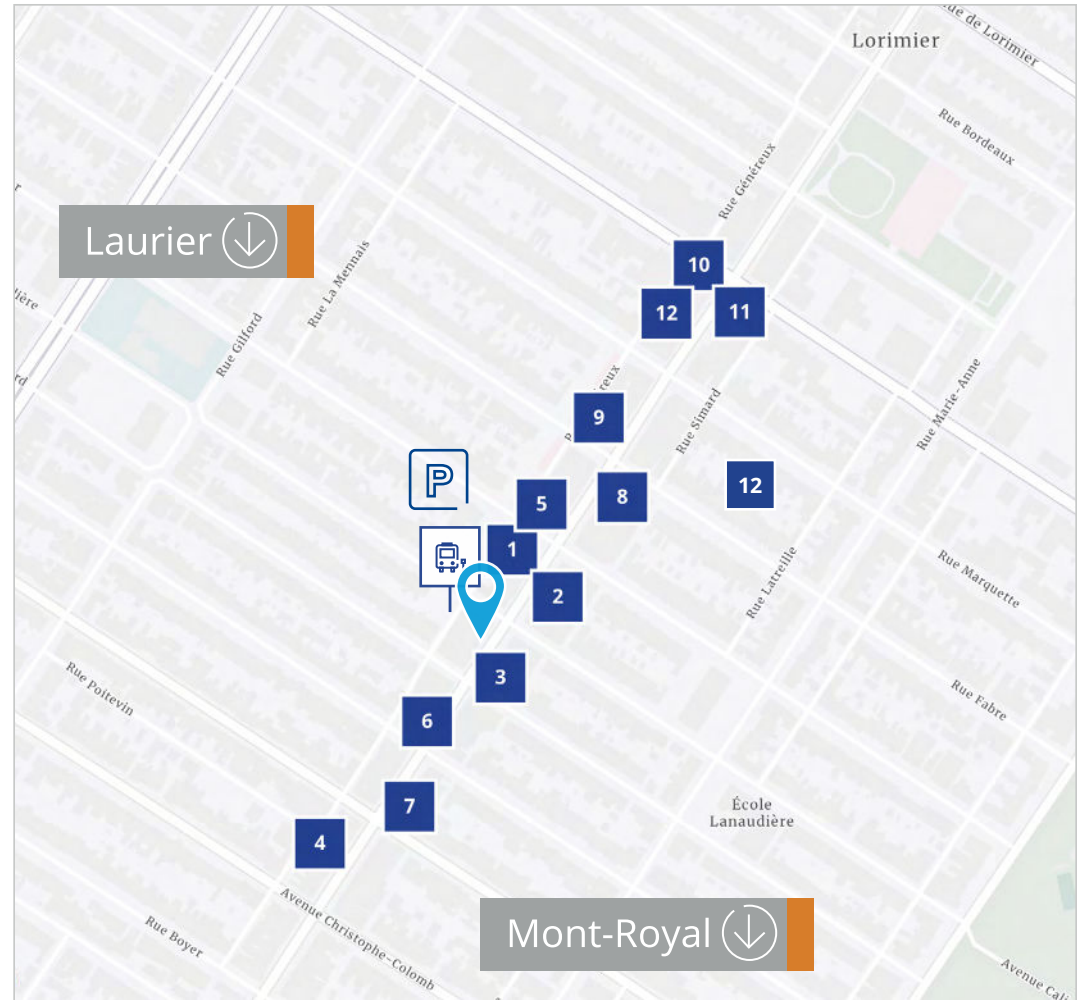 Lorimier
Rue Bordeaux
Rue Généreux
Laurier
Rue La Mennais
10
12
11
Rue Gilford
Rue Marie-Anne
9
Rue Simard
P
5
8
12
1
2
Rue Latreille
Rue Marquette
3
Rue Poitevin
6
Rue Fabre
7
École
Lanaudière
4
Avenue Christophe-Colomb
Mont-Royal
Rue Boyer